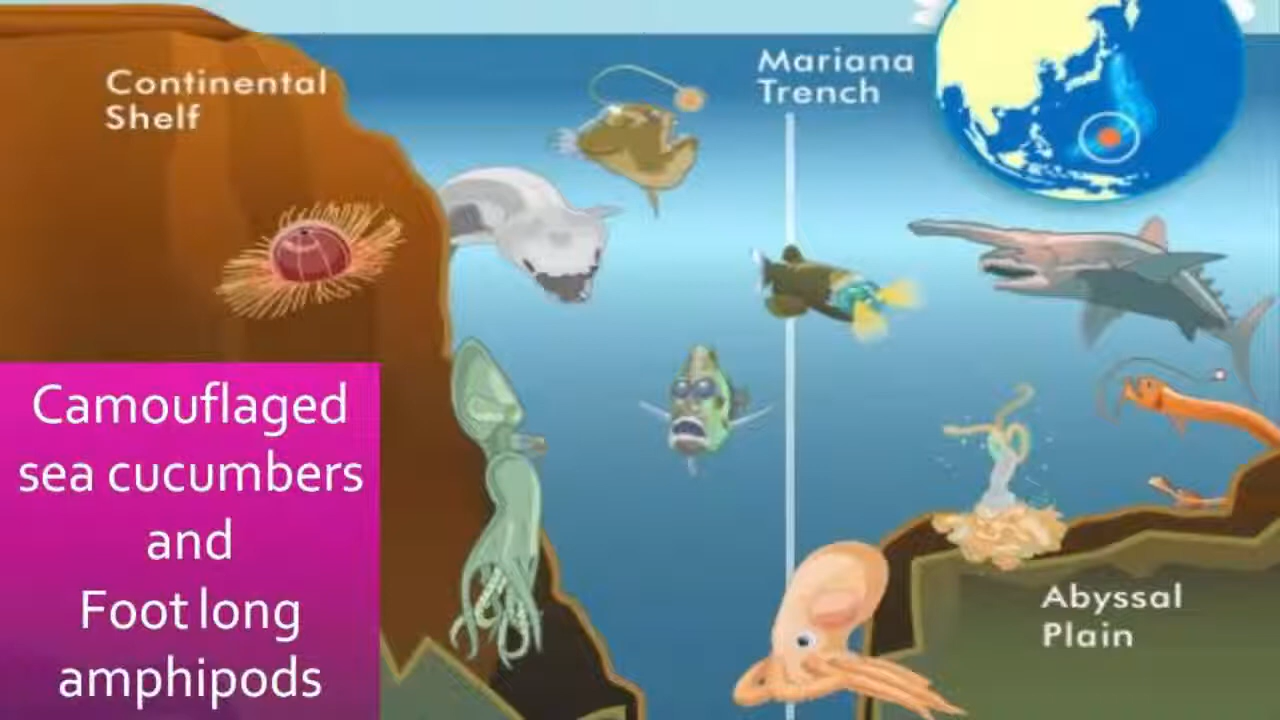 Continental
Shelf
Mariana
Trench
Camouflaged
sea cucumbers
and
Foot long
amphipods
Abyssal
Plain